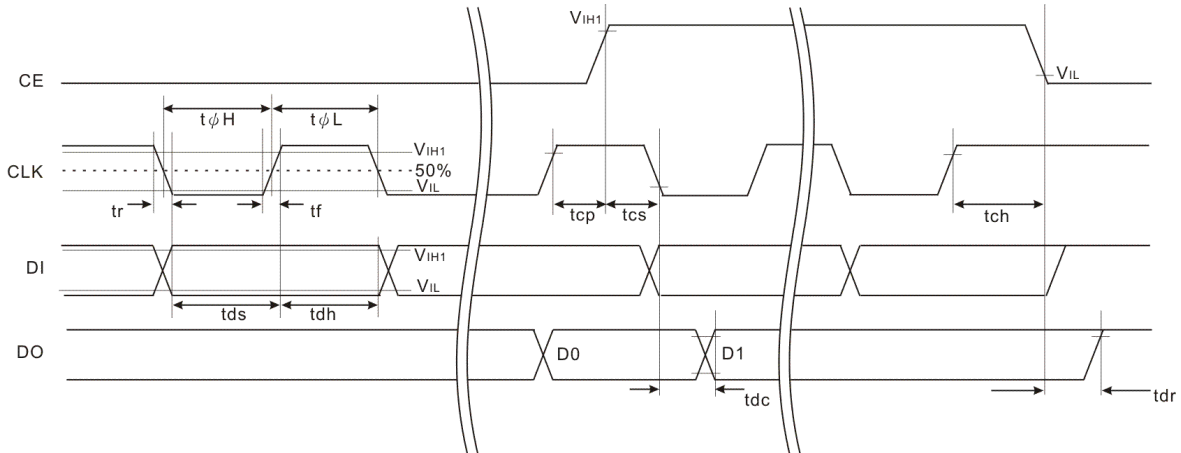 VIH1
CE
VIL
tφH
tφL
VIH1
CLK
50%
VIL
tr
tf
tcp
tcs
tch
DI
VIH1
VIL
tds
tdh
DO
D0
D1
tdc
tdr